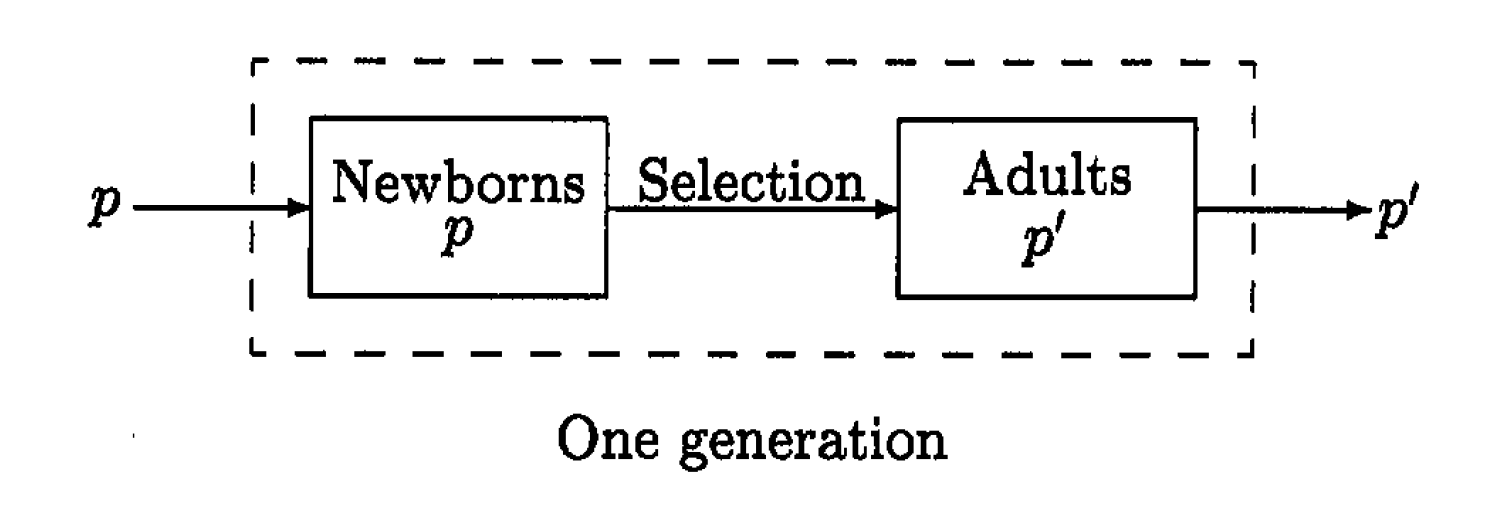 p
Newborns
p
Selection
Adults
p′
p′
One generation